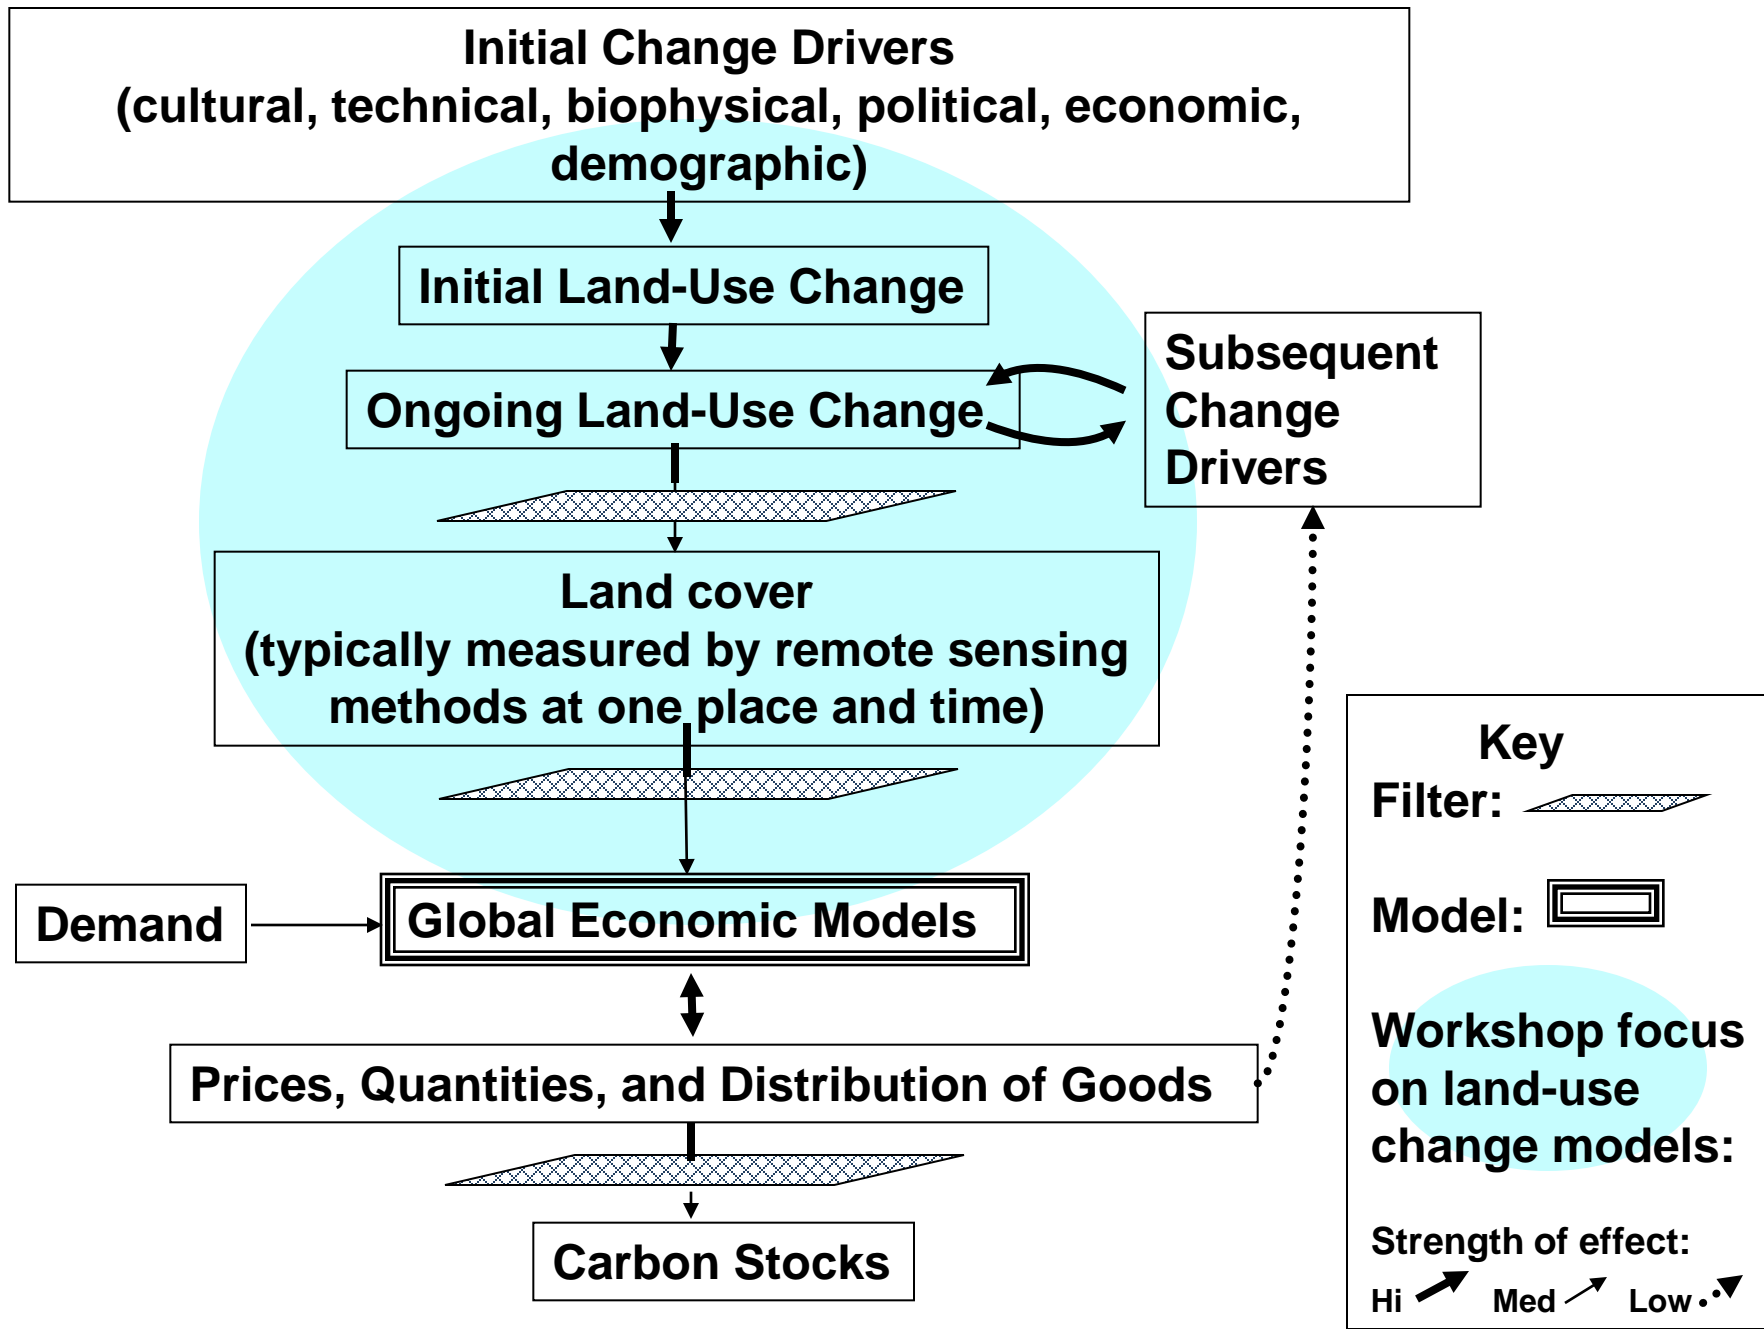 Initial Change Drivers
(cultural, technical, biophysical, political, economic,
demographic)
Initial Land-Use Change
Ongoing Land-Use Change
Subsequent
Change
Drivers
Land cover
(typically measured by remote sensing
methods at one place and time)
Demand
Global Economic Models
Prices, Quantities, and Distribution of Goods
Carbon Stocks
Key
Filter:
Model:
Workshop focus
on land-use
change models:
Strength of effect:
Hi Med Low